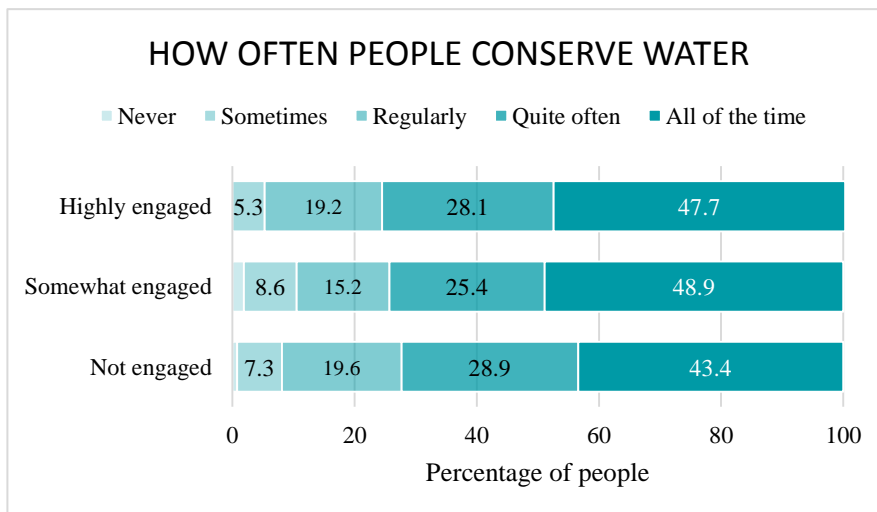 HOW OFTEN PEOPLE CONSERVE WATER
Never Sometimes Regularly Quite often All of the time
Highly engaged 5.3 19.2 28.1 47.7
Somewhat engaged 8.6 15.2 25.4 48.9
Not engaged 7.3 19.6 28.9 43.4
0 20 40 60 80 100
Percentage of people